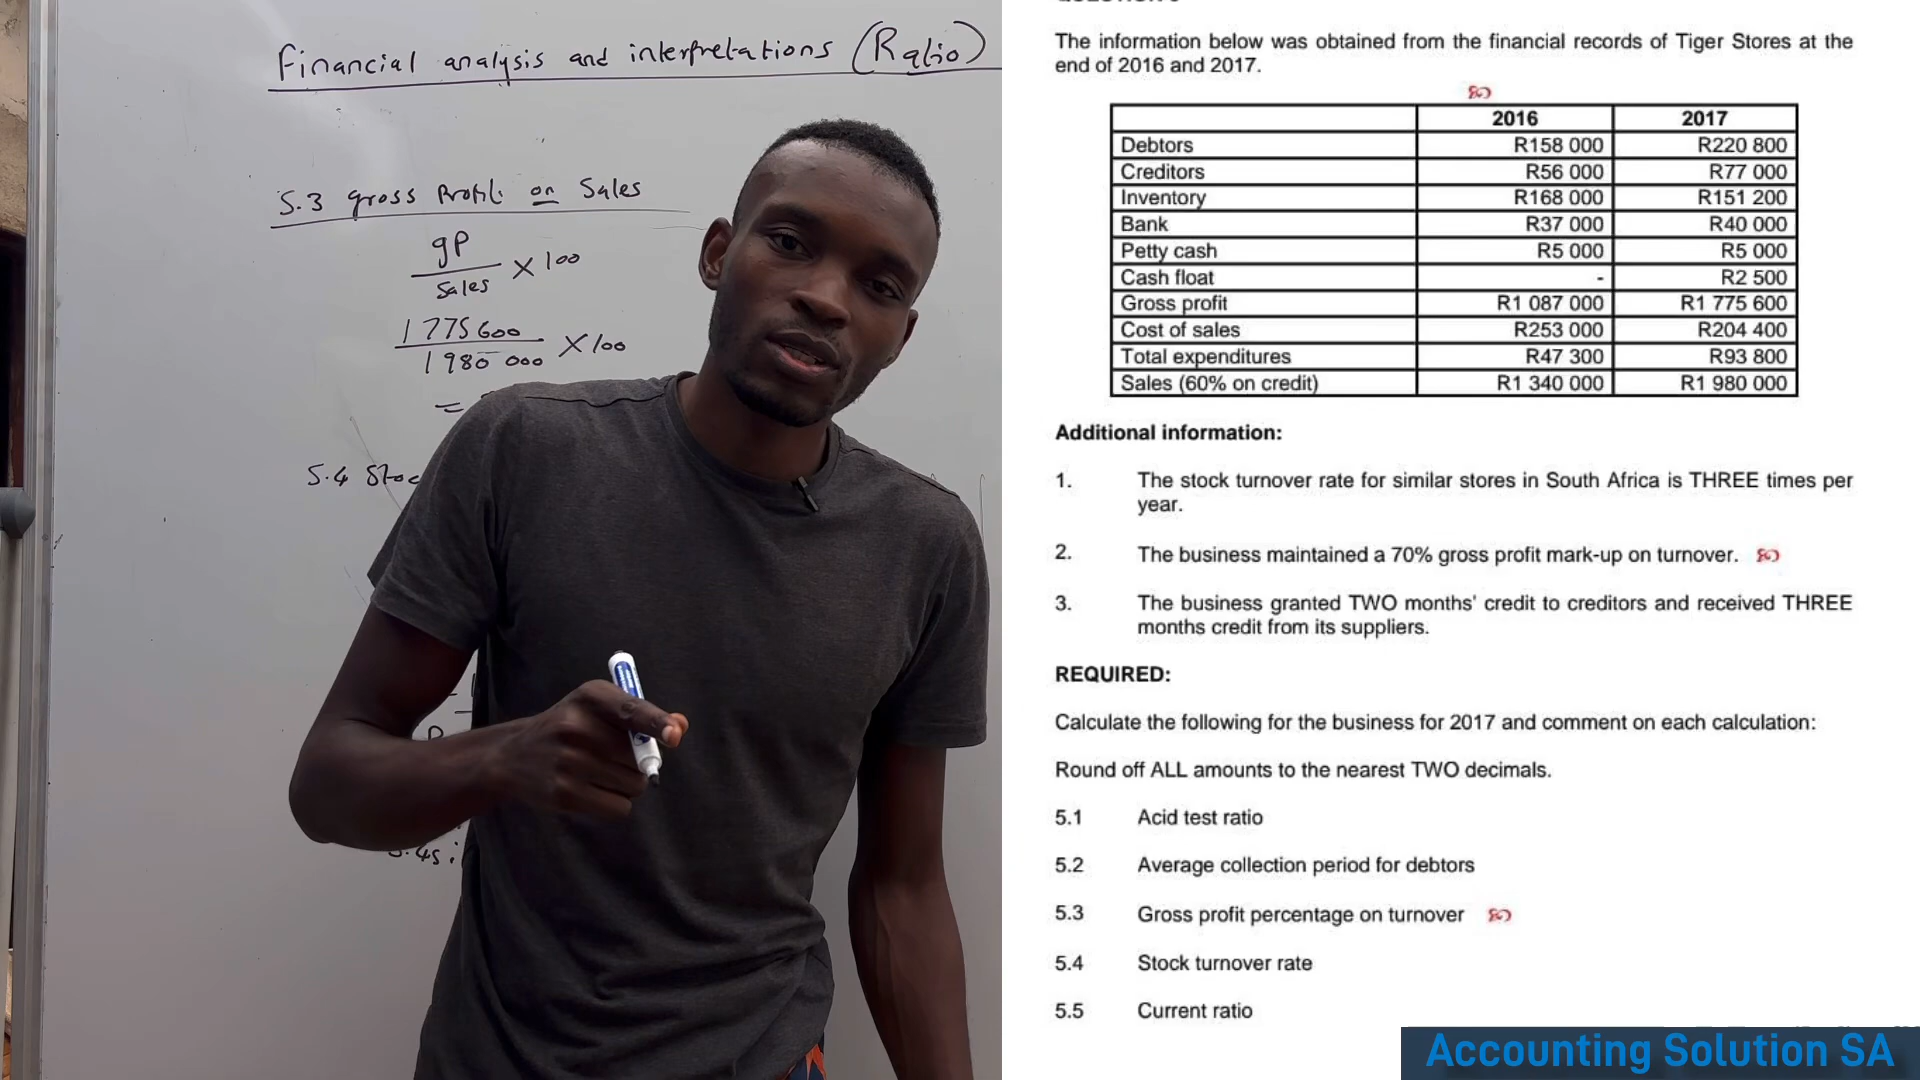 Financial analysis and interpretations (Ratio)
5.3 gross Profit on Sales
gP
Sales
X 100
1 775 600
1 980 000
X 100
=
5.4 Stoc
5.4s
The information below was obtained from the financial records of Tiger Stores at the
end of 2016 and 2017.
2016 2017
Debtors R158 000 R220 800
Creditors R56 000 R77 000
Inventory R168 000 R151 200
Bank R37 000 R40 000
Petty cash R5 000 R5 000
Cash float - R2 500
Gross profit R1 087 000 R1 775 600
Cost of sales R253 000 R204 400
Total expenditures R47 300 R93 800
Sales (60% on credit) R1 340 000 R1 980 000
Additional information:
1. The stock turnover rate for similar stores in South Africa is THREE times per
year.
2. The business maintained a 70% gross profit mark-up on turnover.
3. The business granted TWO months' credit to creditors and received THREE
months credit from its suppliers.
REQUIRED:
Calculate the following for the business for 2017 and comment on each calculation:
Round off ALL amounts to the nearest TWO decimals.
5.1 Acid test ratio
5.2 Average collection period for debtors
5.3 Gross profit percentage on turnover
5.4 Stock turnover rate
5.5 Current ratio
Accounting Solution SA